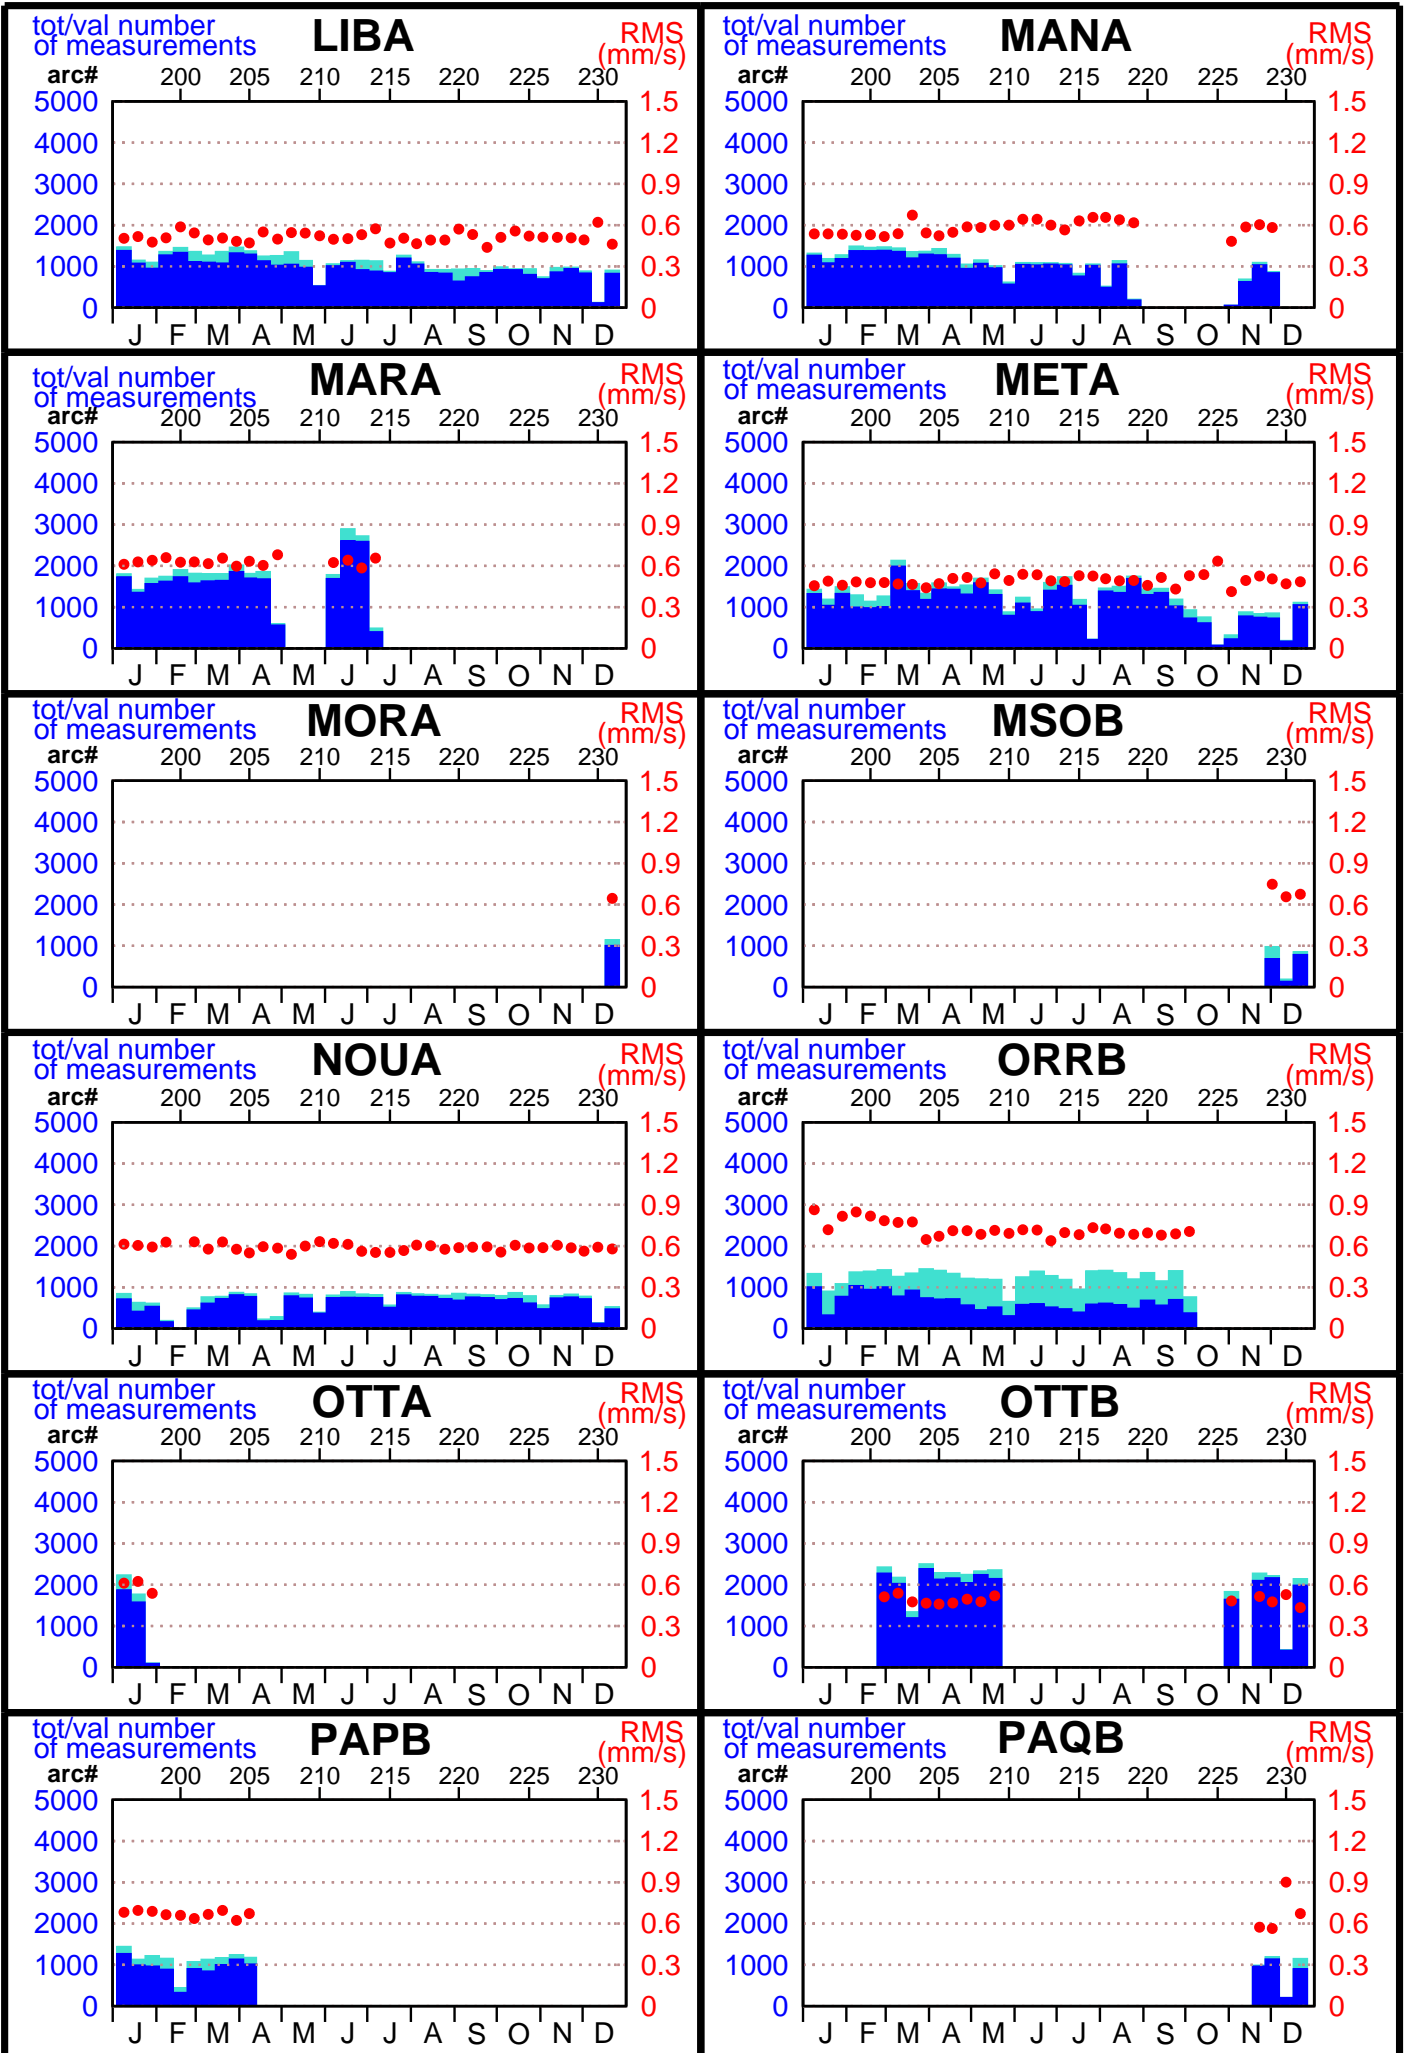 tot/val number
of measurements
LIBA
RMS
(mm/s)
arc# 200 205 210 215 220 225 230
5000 1.5
4000 1.2
3000 0.9
2000 0.6
1000 0.3
0 0
J F M A M J J A S O N D
tot/val number
of measurements
MANA
RMS
(mm/s)
arc# 200 205 210 215 220 225 230
5000 1.5
4000 1.2
3000 0.9
2000 0.6
1000 0.3
0 0
J F M A M J J A S O N D
tot/val number
of measurements
MARA
RMS
(mm/s)
arc# 200 205 210 215 220 225 230
5000 1.5
4000 1.2
3000 0.9
2000 0.6
1000 0.3
0 0
J F M A M J J A S O N D
tot/val number
of measurements
META
RMS
(mm/s)
arc# 200 205 210 215 220 225 230
5000 1.5
4000 1.2
3000 0.9
2000 0.6
1000 0.3
0 0
J F M A M J J A S O N D
tot/val number
of measurements
MORA
RMS
(mm/s)
arc# 200 205 210 215 220 225 230
5000 1.5
4000 1.2
3000 0.9
2000 0.6
1000 0.3
0 0
J F M A M J J A S O N D
tot/val number
of measurements
MSOB
RMS
(mm/s)
arc# 200 205 210 215 220 225 230
5000 1.5
4000 1.2
3000 0.9
2000 0.6
1000 0.3
0 0
J F M A M J J A S O N D
tot/val number
of measurements
NOUA
RMS
(mm/s)
arc# 200 205 210 215 220 225 230
5000 1.5
4000 1.2
3000 0.9
2000 0.6
1000 0.3
0 0
J F M A M J J A S O N D
tot/val number
of measurements
ORRB
RMS
(mm/s)
arc# 200 205 210 215 220 225 230
5000 1.5
4000 1.2
3000 0.9
2000 0.6
1000 0.3
0 0
J F M A M J J A S O N D
tot/val number
of measurements
OTTA
RMS
(mm/s)
arc# 200 205 210 215 220 225 230
5000 1.5
4000 1.2
3000 0.9
2000 0.6
1000 0.3
0 0
J F M A M J J A S O N D
tot/val number
of measurements
OTTB
RMS
(mm/s)
arc# 200 205 210 215 220 225 230
5000 1.5
4000 1.2
3000 0.9
2000 0.6
1000 0.3
0 0
J F M A M J J A S O N D
tot/val number
of measurements
PAPB
RMS
(mm/s)
arc# 200 205 210 215 220 225 230
5000 1.5
4000 1.2
3000 0.9
2000 0.6
1000 0.3
0 0
J F M A M J J A S O N D
tot/val number
of measurements
PAQB
RMS
(mm/s)
arc# 200 205 210 215 220 225 230
5000 1.5
4000 1.2
3000 0.9
2000 0.6
1000 0.3
0 0
J F M A M J J A S O N D